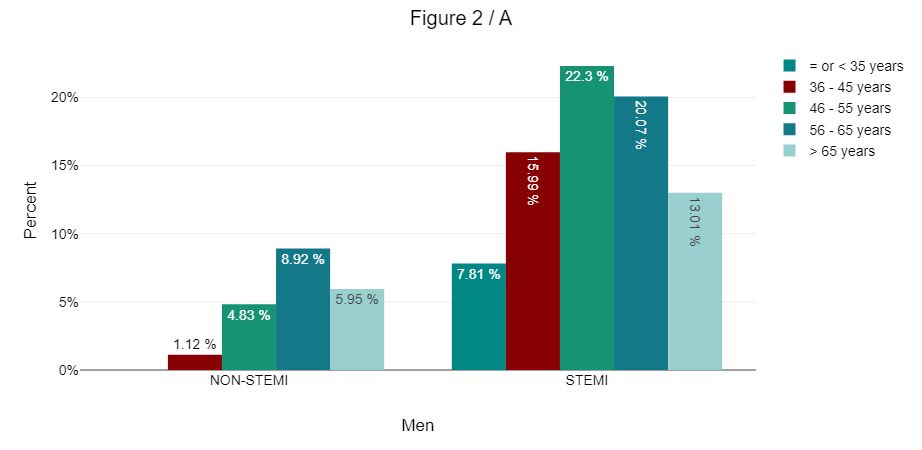 Figure 2 / A
= or < 35 years
36 - 45 years
46 - 55 years
56 - 65 years
> 65 years
Percent
20%
15%
10%
5%
0%
1.12 %
4.83 %
8.92 %
5.95 %
7.81 %
15.99 %
22.3 %
20.07 %
13.01 %
NON-STEMI
STEMI
Men